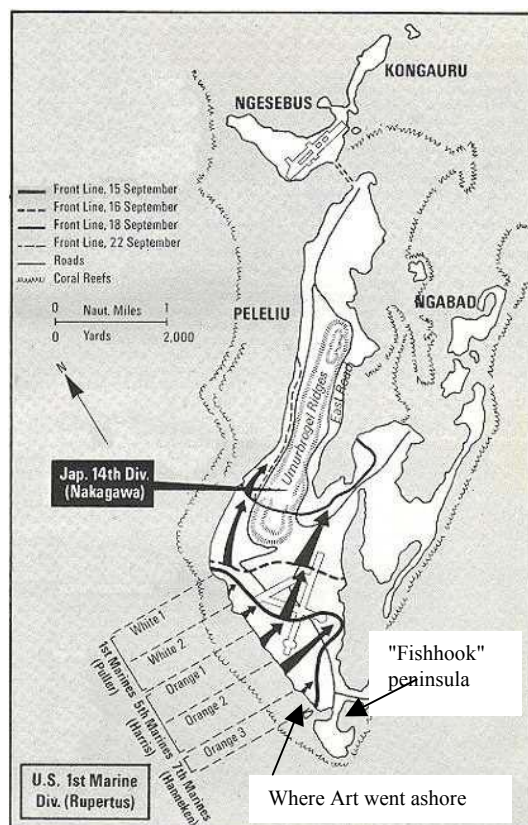 KONGAURU
NGESEBUS
Front Line, 15 September
Front Line, 16 September
Front Line, 18 September
Front Line, 22 September
Roads
Coral Reefs
0 Naut. Miles 1
0 Yards 2,000
N
PELELIU
NGABAD
Umurbrogel Ridges
East Road
Jap. 14th Div.
(Nakagawa)
White 1
White 2
Orange 1
Orange 2
Orange 3
1st Marines
(Puller)
5th Marines
(Harris)
7th Marines
(Hanneken)
U.S. 1st Marine
Div. (Rupertus)
"Fishhook"
peninsula
Where Art went ashore